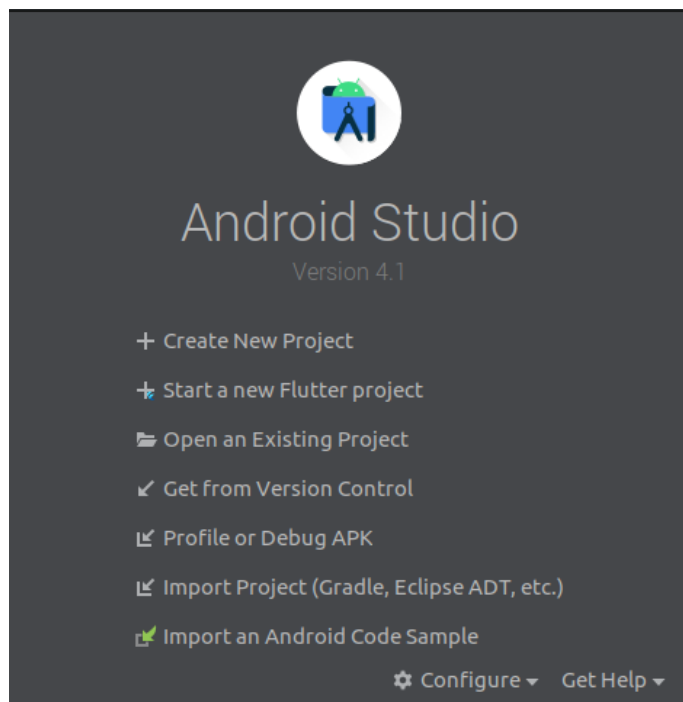 Android Studio
Version 4.1
Create New Project
Start a new Flutter project
Open an Existing Project
Get from Version Control
Profile or Debug APK
Import Project (Gradle, Eclipse ADT, etc.)
Import an Android Code Sample
Configure Get Help